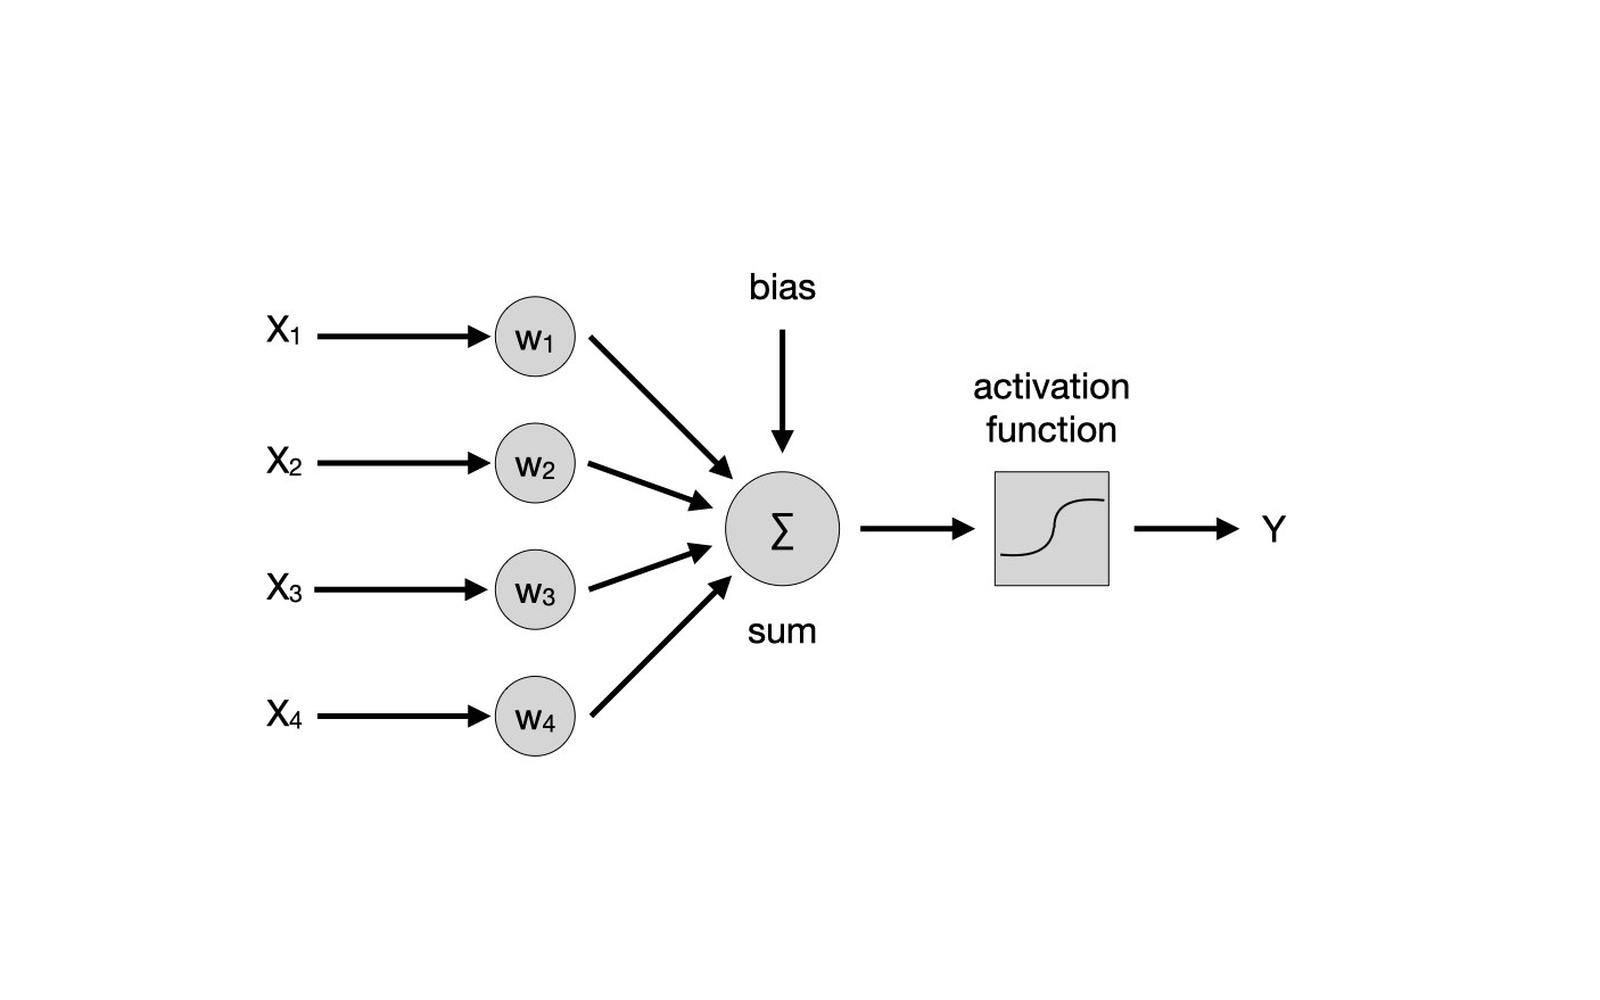 X1
w1
X2
w2
X3
w3
X4
w4
bias
∑
sum
activation
function
Y